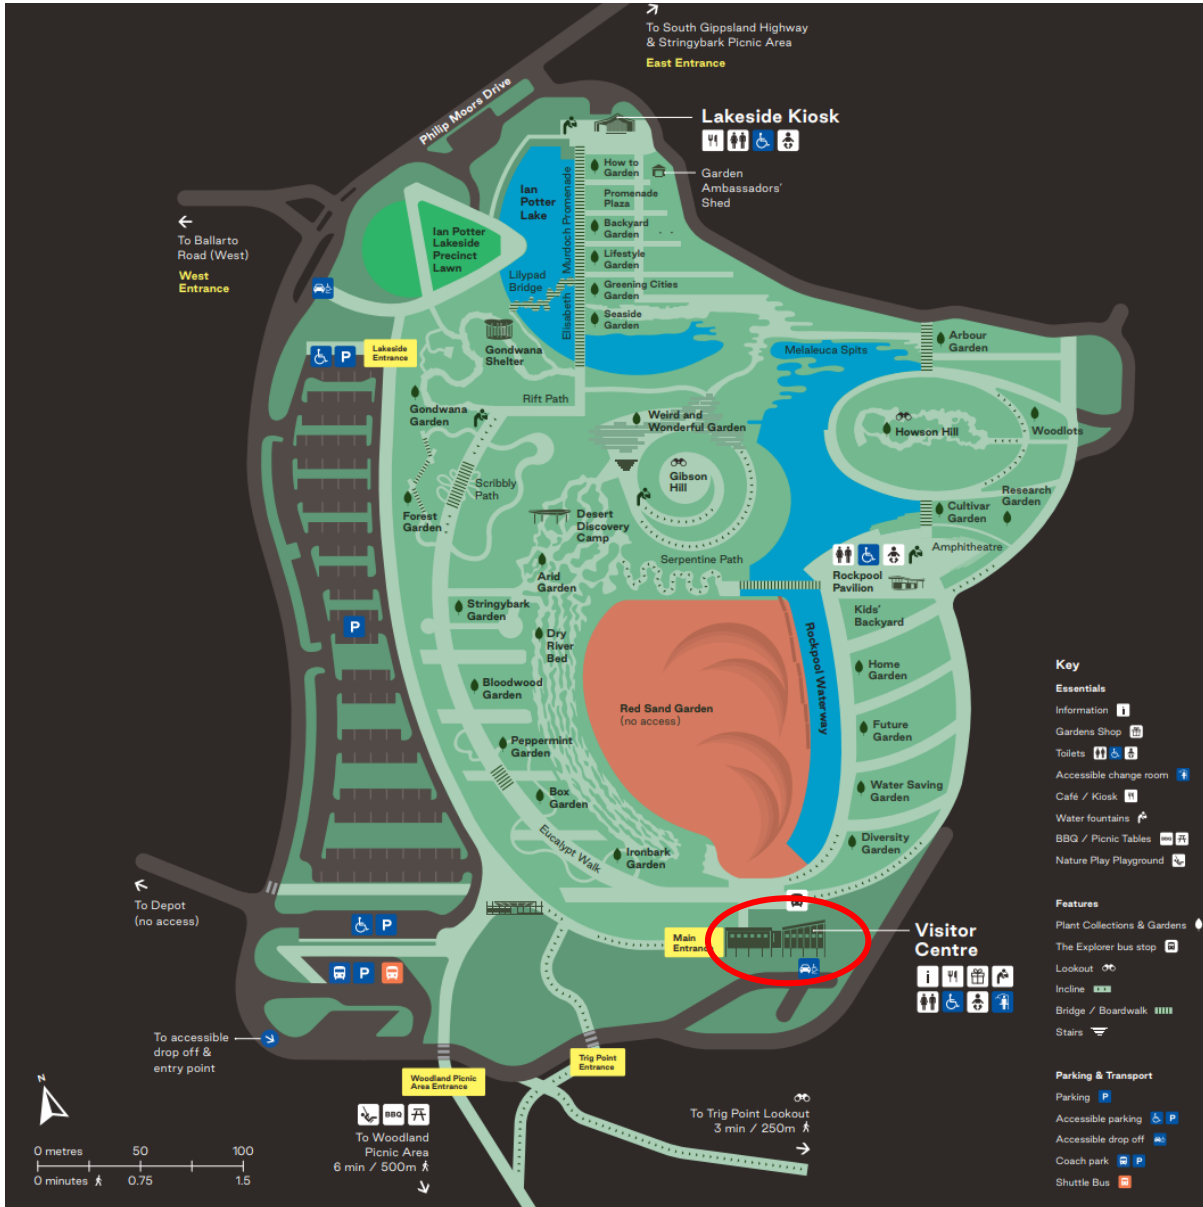 To South Gippsland Highway
& Stringybark Picnic Area
East Entrance
Philip Moors Drive
Lakeside Kiosk
Garden
Ambassadors'
Shed
To Ballarto
Road (West)
West
Entrance
Ian
Potter
Lake
Elisabeth Murdoch Promenade
How to
Garden
Promenade
Plaza
Backyard
Garden
Lifestyle
Garden
Greening Cities
Garden
Seaside
Garden
Ian Potter
Lakeside
Precinct
Lawn
Lilypad
Bridge
Gondwana
Shelter
Lakeside
Entrance
P
Rift Path
Melaleuca Spits
Arbour
Garden
Gondwana
Garden
Weird and
Wonderful Garden
Howson Hill
Woodlots
Gibson
Hill
Scribbly
Path
Forest
Garden
Desert
Discovery
Camp
Research
Garden
Cultivar
Garden
Amphitheatre
Serpentine Path
Rockpool
Pavilion
Arid
Garden
Stringybark
Garden
Kids'
Backyard
P
Dry
River
Bed
Rockpool Waterway
Home
Garden
Bloodwood
Garden
Red Sand Garden
(no access)
Future
Garden
Peppermint
Garden
Box
Garden
Water Saving
Garden
Eucalypt Walk
Ironbark
Garden
Diversity
Garden
To Depot
(no access)
P
P
Main
Entrance
Visitor
Centre
i
To accessible
drop off &
entry point
Trig Point
Entrance
Woodland Picnic
Area Entrance
BBQ
To Woodland
Picnic Area
6 min / 500m
To Trig Point Lookout
3 min / 250m
N
0 metres 50 100
0 minutes 0.75 1.5
Key
Essentials
Information i
Gardens Shop
Toilets
Accessible change room
Café / Kiosk
Water fountains
BBQ / Picnic Tables BBQ
Nature Play Playground
Features
Plant Collections & Gardens
The Explorer bus stop
Lookout
Incline
Bridge / Boardwalk
Stairs
Parking & Transport
Parking P
Accessible parking P
Accessible drop off
Coach park P
Shuttle Bus